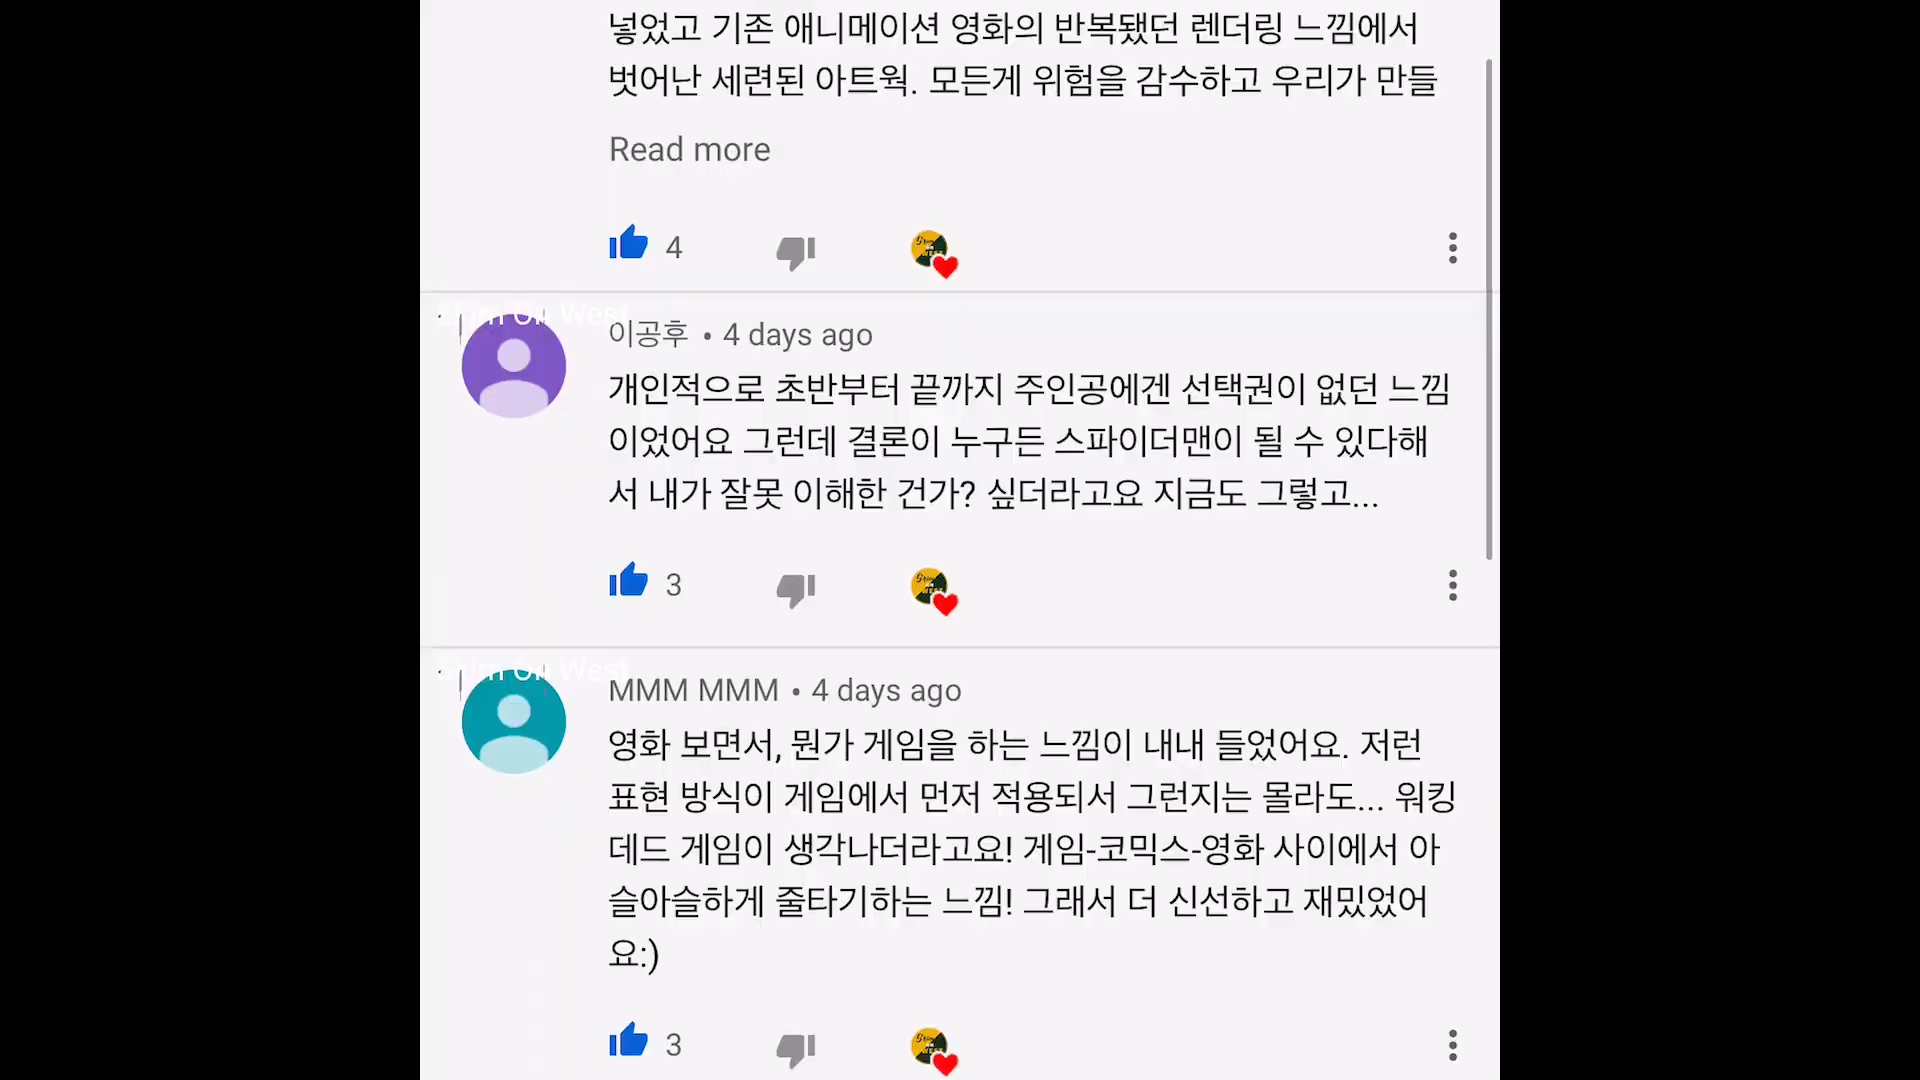 넣었고 기존 애니메이션 영화의 반복됐던 렌더링 느낌에서
벗어난 세련된 아트웍. 모든게 위험을 감수하고 우리가 만들
Read more
4
이공후 • 4 days ago
개인적으로 초반부터 끝까지 주인공에겐 선택권이 없던 느낌
이었어요 그런데 결론이 누구든 스파이더맨이 될 수 있다해
서 내가 잘못 이해한 건가? 싶더라고요 지금도 그렇고...
3
MMM MMM • 4 days ago
영화 보면서, 뭔가 게임을 하는 느낌이 내내 들었어요. 저런
표현 방식이 게임에서 먼저 적용되서 그런지는 몰라도... 워킹
데드 게임이 생각나더라고요! 게임-코믹스-영화 사이에서 아
슬아슬하게 줄타기하는 느낌! 그래서 더 신선하고 재밌었어
요:)
3